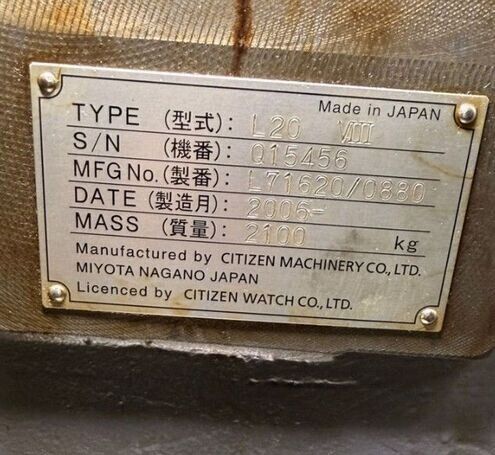 Made in JAPAN
TYPE (型式): L20 VIII
S/N (機番): Q15456
MFG No. (製番): L71620/0880
DATE (製造月): 2006-
MASS (質量): 2100 kg
Manufactured by CITIZEN MACHINERY CO., LTD.
MIYOTA NAGANO JAPAN
Licenced by CITIZEN WATCH CO., LTD.